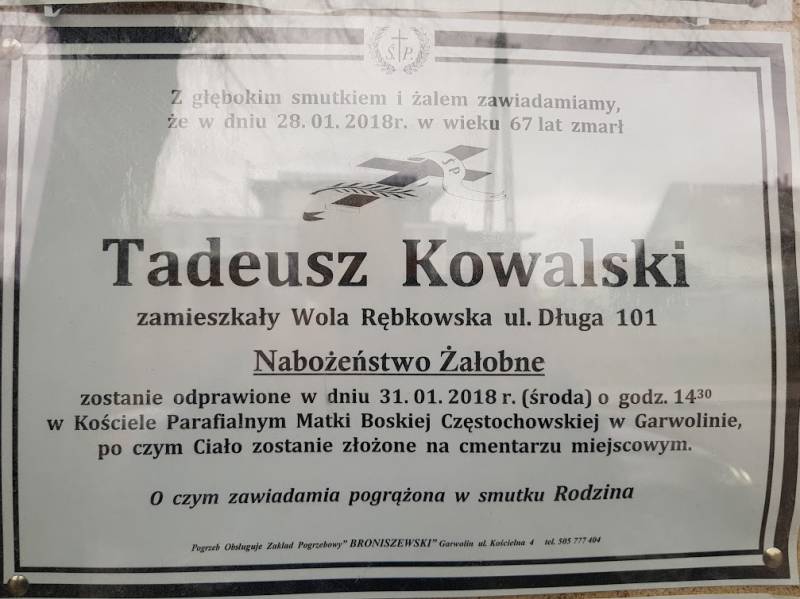 Ś. P.
Z głębokim smutkiem i żalem zawiadamiamy,
że w dniu 28. 01. 2018r. w wieku 67 lat zmarł
Ś P
Tadeusz Kowalski
zamieszkały Wola Rębkowska ul. Długa 101
Nabożeństwo Żałobne
zostanie odprawione w dniu 31. 01. 2018 r. (środa) o godz. 14³⁰
w Kościele Parafialnym Matki Boskiej Częstochowskiej w Garwolinie,
po czym Ciało zostanie złożone na cmentarzu miejscowym.
O czym zawiadamia pogrążona w smutku Rodzina
Pogrzeb Obsługuje Zakład Pogrzebowy" BRONISZEWSKI" Garwolin ul. Kościelna 4 tel. 505 777 404